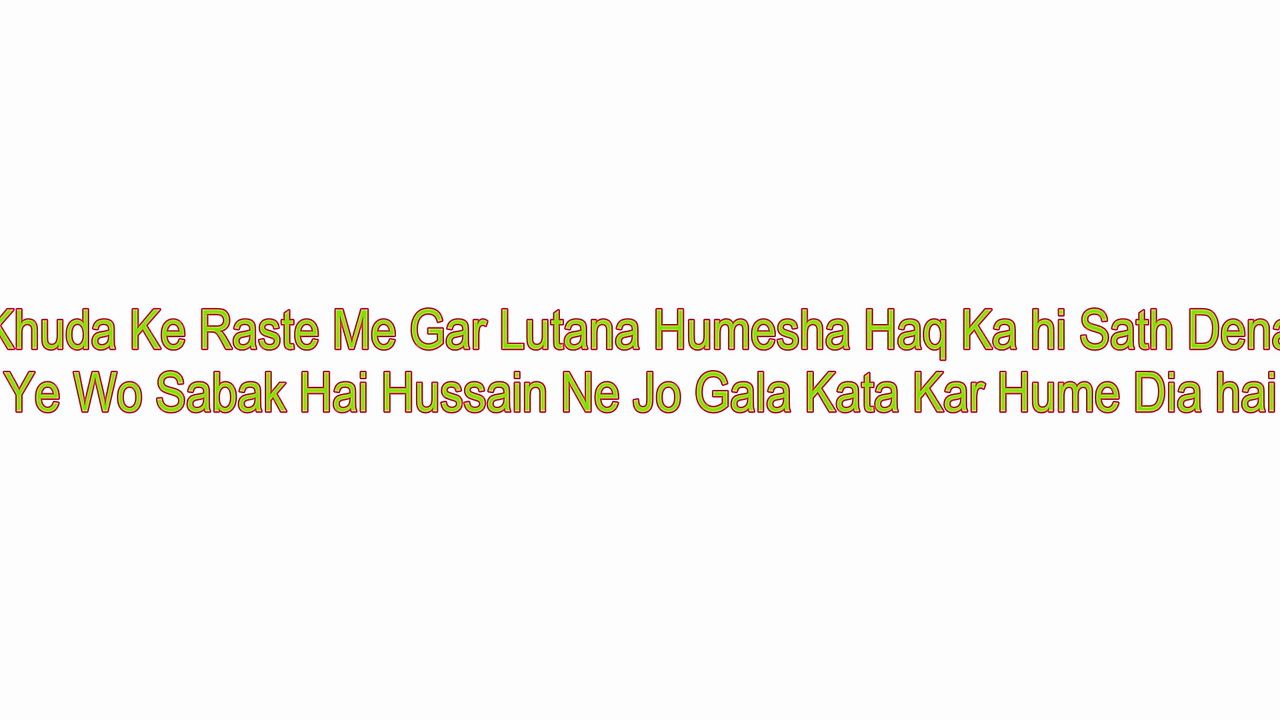 Khuda Ke Raste Me Gar Lutana Humesha Haq Ka hi Sath Dena
Ye Wo Sabak Hai Hussain Ne Jo Gala Kata Kar Hume Dia hai